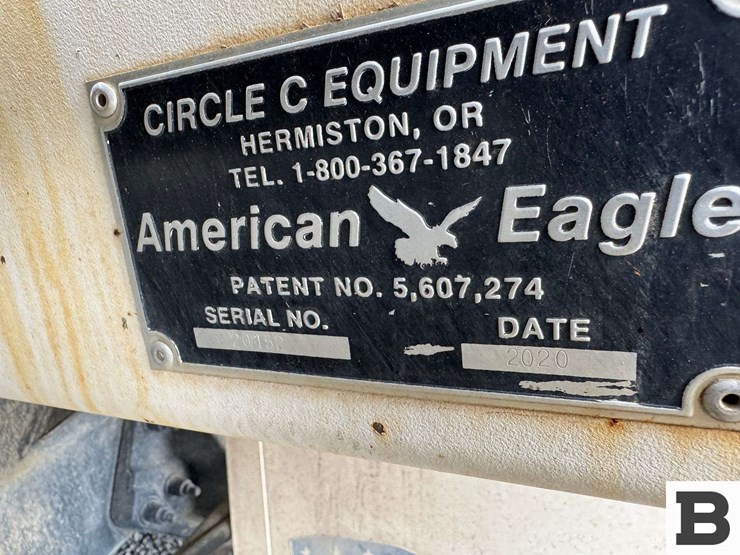 CIRCLE C EQUIPMENT
HERMISTON, OR
TEL. 1-800-367-1847
American Eagle
PATENT NO. 5,607,274
SERIAL NO. DATE
2020
B